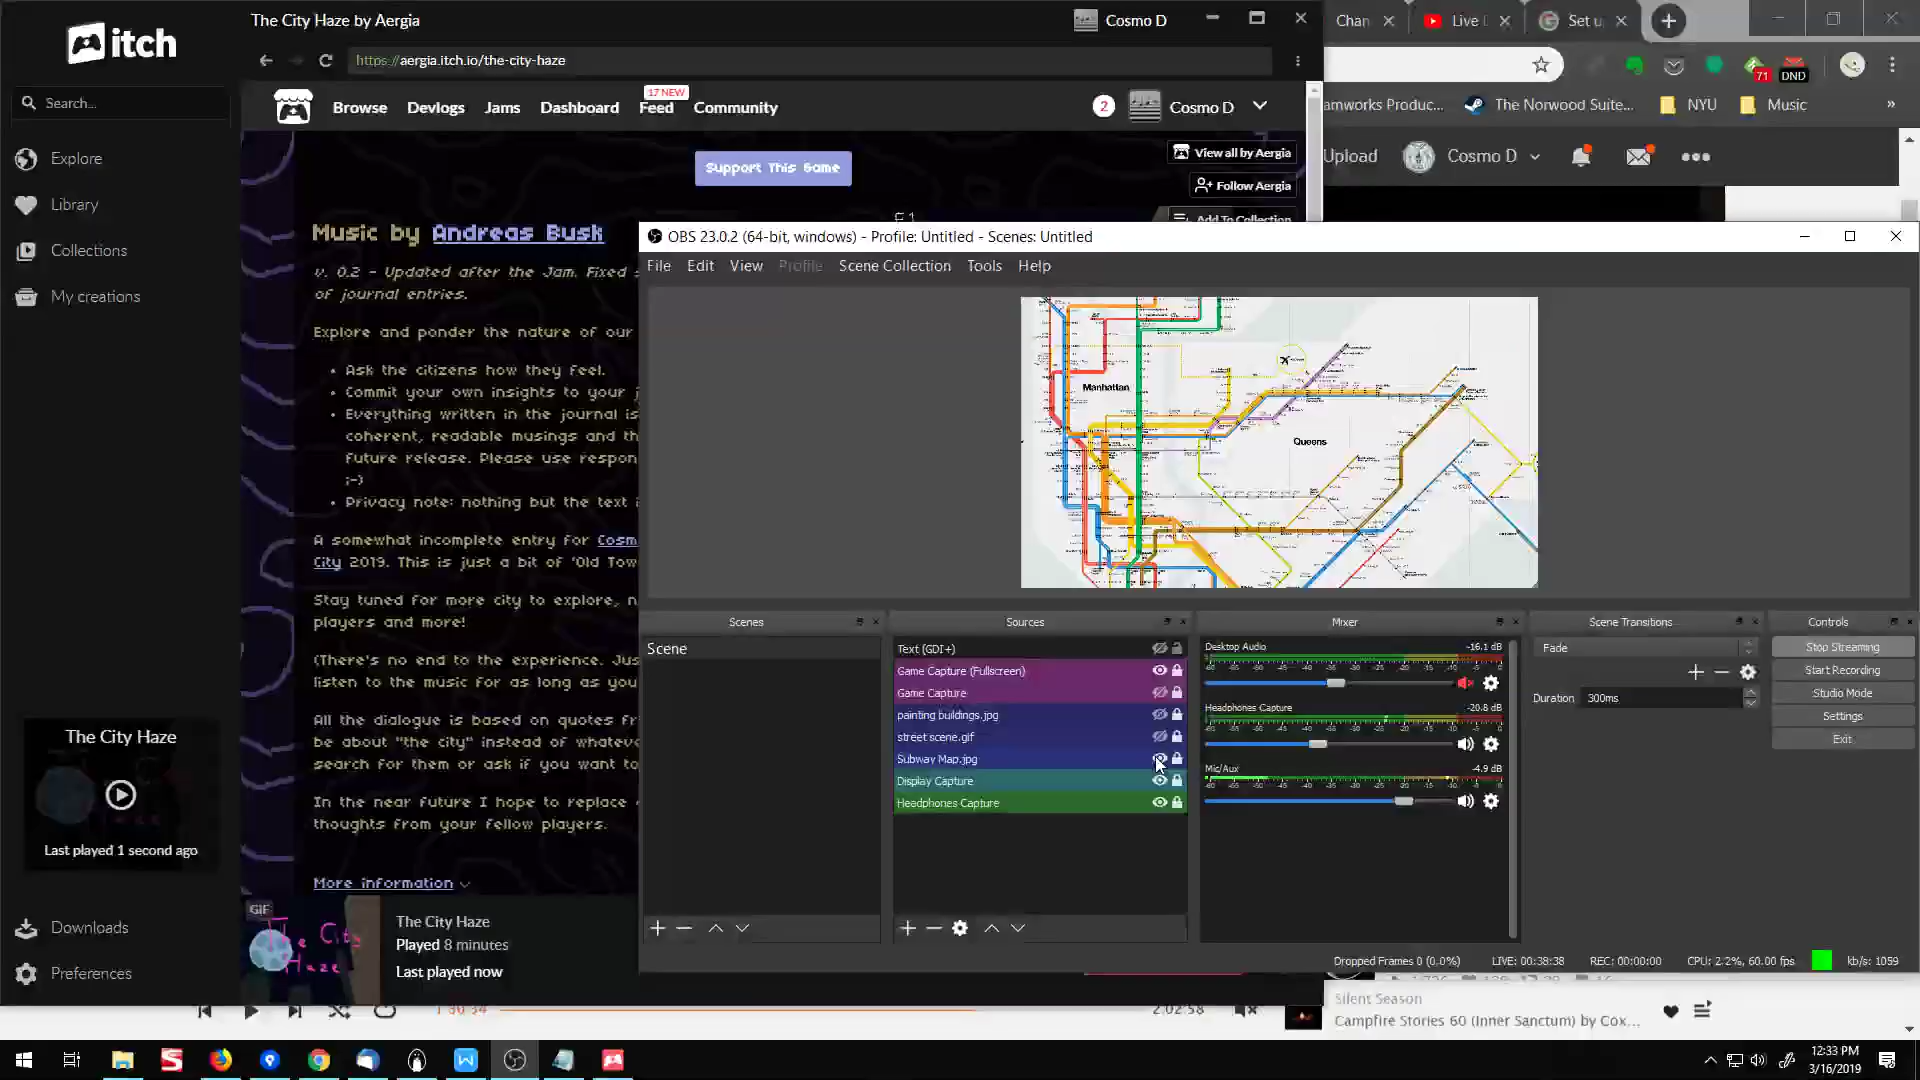 itch
Search...
Explore
Library
Collections
My creations
The City Haze
Last played 1 second ago
Downloads
Preferences
The City Haze by Aergia
Cosmo D
https://aergia.itch.io/the-city-haze
Browse
Devlogs
Jams
Dashboard
17 NEW
Feed
Community
2
Cosmo D
Support This Game
View all by Aergia
Follow Aergia
Add To Collection
Music by Andreas Busk
v. 0.2 - Updated after the Jam. Fixed
of journal entries.
Explore and ponder the nature of our
Ask the citizens how they feel.
Commit your own insights to your
Everything written in the journal is
coherent, readable musings and
future release. Please use
;-)
Privacy note: nothing but the text
A somewhat incomplete entry for
City 2019. This is just a bit of
Stay tuned for more city to explore,
players and more!
(There's no end to the experience.
listen to the music for as long as
All the dialogue is based on quotes
be about "the city" instead of
search for them or ask if you want to
In the near future I hope to replace
thoughts from your fellow players.
More information
GIF
The City Haze
Played 8 minutes
Last played now
Live
Set
71
DND
The Norwood Suite...
NYU
Music
»
Upload
Cosmo D
OBS 23.0.2 (64-bit, windows) - Profile: Untitled - Scenes: Untitled
File Edit View Profile Scene Collection Tools Help
Manhattan
Queens
Scenes
Scene
Sources
Text (GDI+)
Game Capture (Fullscreen)
Game Capture
painting buildings.jpg
street scene.gif
Subway Map.jpg
Display Capture
Headphones Capture
Mixer
Desktop Audio -16.1 dB
Headphones Capture -20.8 dB
Mic/Aux -4.9 dB
Scene Transitions
Fade
Duration 300ms
Controls
Stop Streaming
Start Recording
Studio Mode
Settings
Exit
Dropped Frames 0 (0.0%) LIVE: 00:38:38 REC: 00:00:00 CPU: 2.2%, 60.00 fps kb/s: 1059
2:02:58
Silent Season
Campfire Stories 60 (Inner Sanctum) by Cox...
12:33 PM
3/16/2019